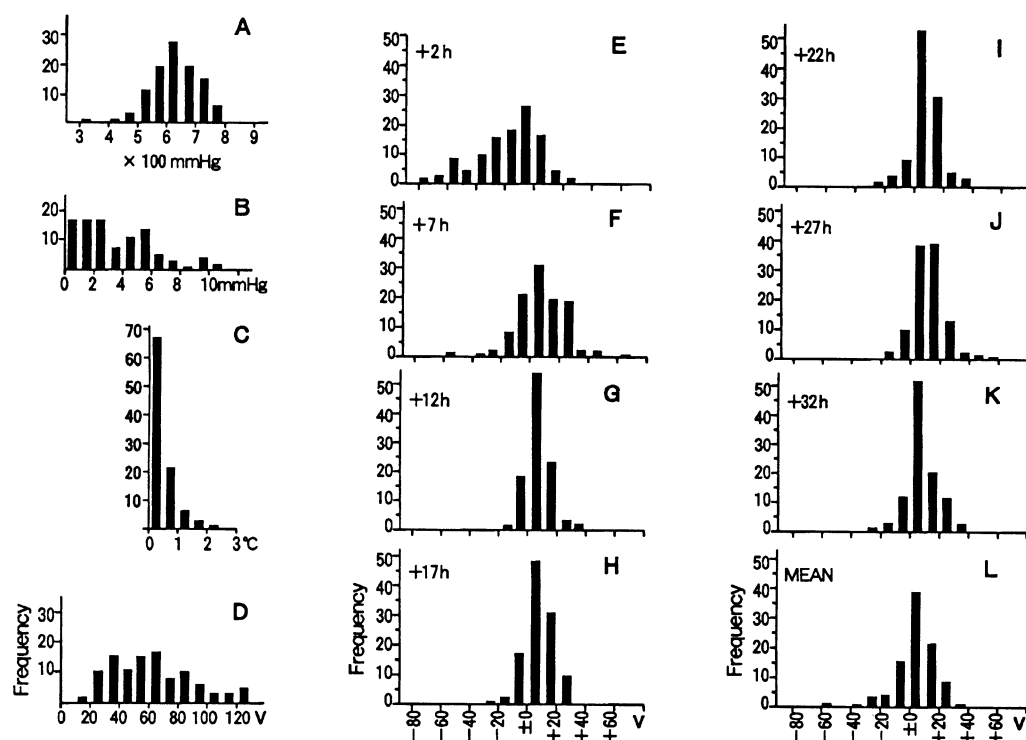 A
30
20
10
3 4 5 6 7 8 9
× 100 mmHg
B
20
10
0 2 4 6 8 10mmHg
C
70
60
50
40
30
20
10
0 1 2 3℃
D
Frequency
30
20
10
0 20 40 60 80 100 120 V
E
+2h
50
40
30
20
10
0
F
+7h
50
40
30
20
10
0
G
+12h
50
40
30
20
10
0
H
+17h
Frequency
50
40
30
20
10
0
−80 −60 −40 −20 ±0 +20 +40 +60 V
I
+22h
50
40
30
20
10
0
J
+27h
50
40
30
20
10
0
K
+32h
50
40
30
20
10
0
L
MEAN
Frequency
50
40
30
20
10
0
−80 −60 −40 −20 ±0 +20 +40 +60 V